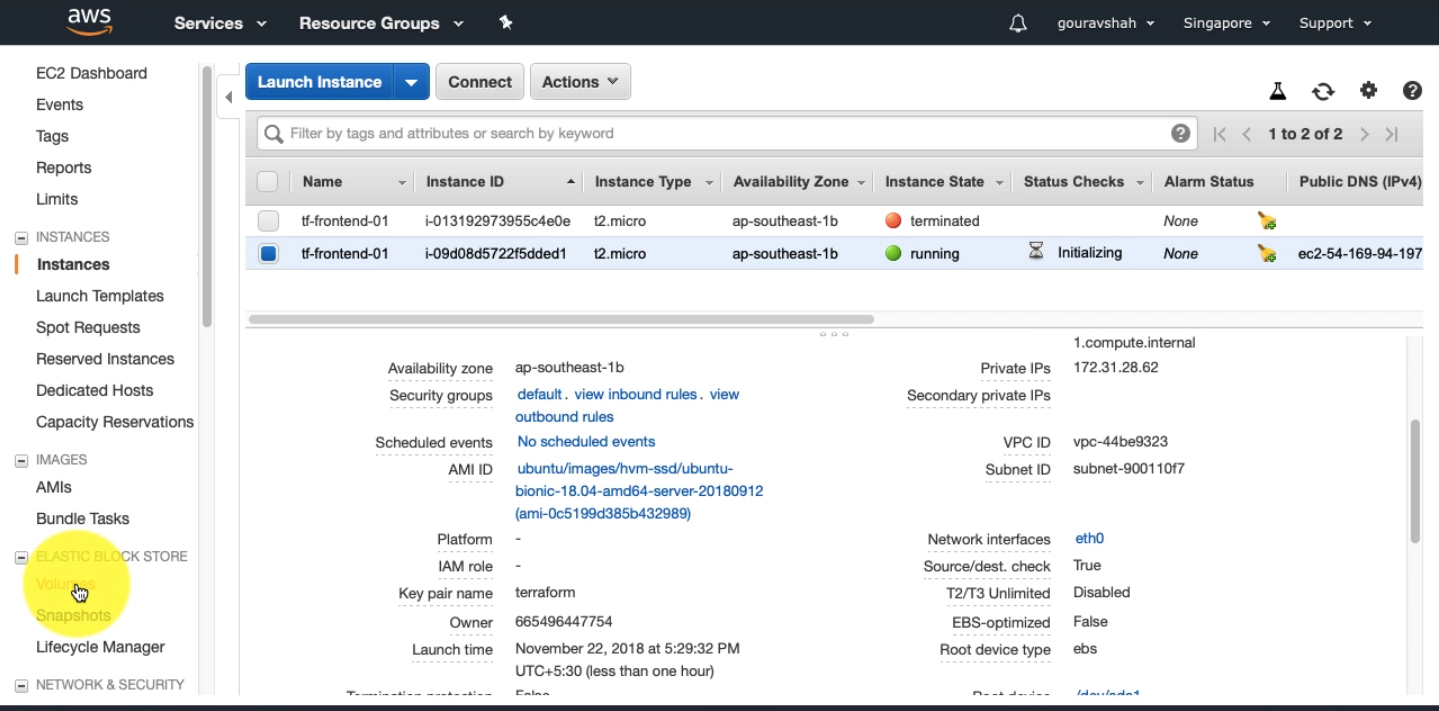 aws Services Resource Groups gouravshah Singapore Support
EC2 Dashboard
Events
Tags
Reports
Limits
INSTANCES
Instances
Launch Templates
Spot Requests
Reserved Instances
Dedicated Hosts
Capacity Reservations
IMAGES
AMIs
Bundle Tasks
ELASTIC BLOCK STORE
Volumes
Snapshots
Lifecycle Manager
NETWORK & SECURITY
Launch Instance Connect Actions
Filter by tags and attributes or search by keyword 1 to 2 of 2
Name Instance ID Instance Type Availability Zone Instance State Status Checks Alarm Status Public DNS (IPv4)
tf-frontend-01 i-013192973955c4e0e t2.micro ap-southeast-1b terminated None
tf-frontend-01 i-09d08d5722f5dded1 t2.micro ap-southeast-1b running Initializing None ec2-54-169-94-197
1.compute.internal
Availability zone ap-southeast-1b Private IPs 172.31.28.62
Security groups default . view inbound rules . view Secondary private IPs
outbound rules
Scheduled events No scheduled events VPC ID vpc-44be9323
AMI ID ubuntu/images/hvm-ssd/ubuntu- Subnet ID subnet-900110f7
bionic-18.04-amd64-server-20180912
(ami-0c5199d385b432989)
Platform - Network interfaces eth0
IAM role - Source/dest. check True
Key pair name terraform T2/T3 Unlimited Disabled
Owner 665496447754 EBS-optimized False
Launch time November 22, 2018 at 5:29:32 PM Root device type ebs
UTC+5:30 (less than one hour)
Termination protection False Root device /dev/sda1